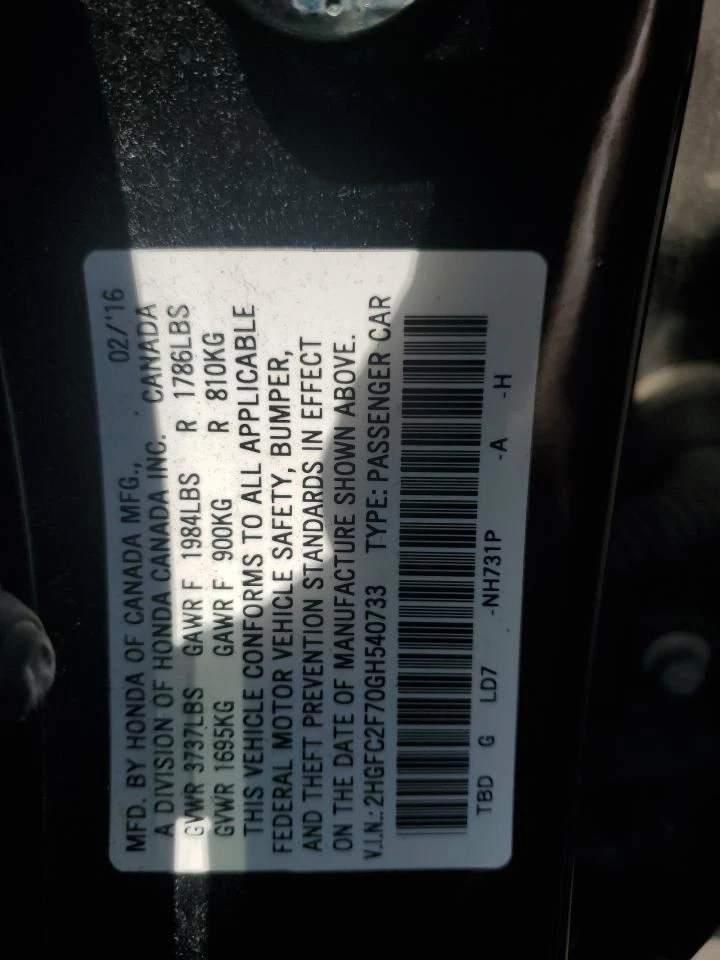 MFD. BY HONDA OF CANADA MFG., 02/'16
A DIVISION OF HONDA CANADA INC. CANADA
GVWR 3737LBS GAWR F 1984LBS R 1786LBS
GVWR 1695KG GAWR F 900KG R 810KG
THIS VEHICLE CONFORMS TO ALL APPLICABLE
FEDERAL MOTOR VEHICLE SAFETY, BUMPER,
AND THEFT PREVENTION STANDARDS IN EFFECT
ON THE DATE OF MANUFACTURE SHOWN ABOVE.
V.I.N.: 2HGFC2F70GH540733 TYPE: PASSENGER CAR
TBD G LD7 -NH731P -A -H